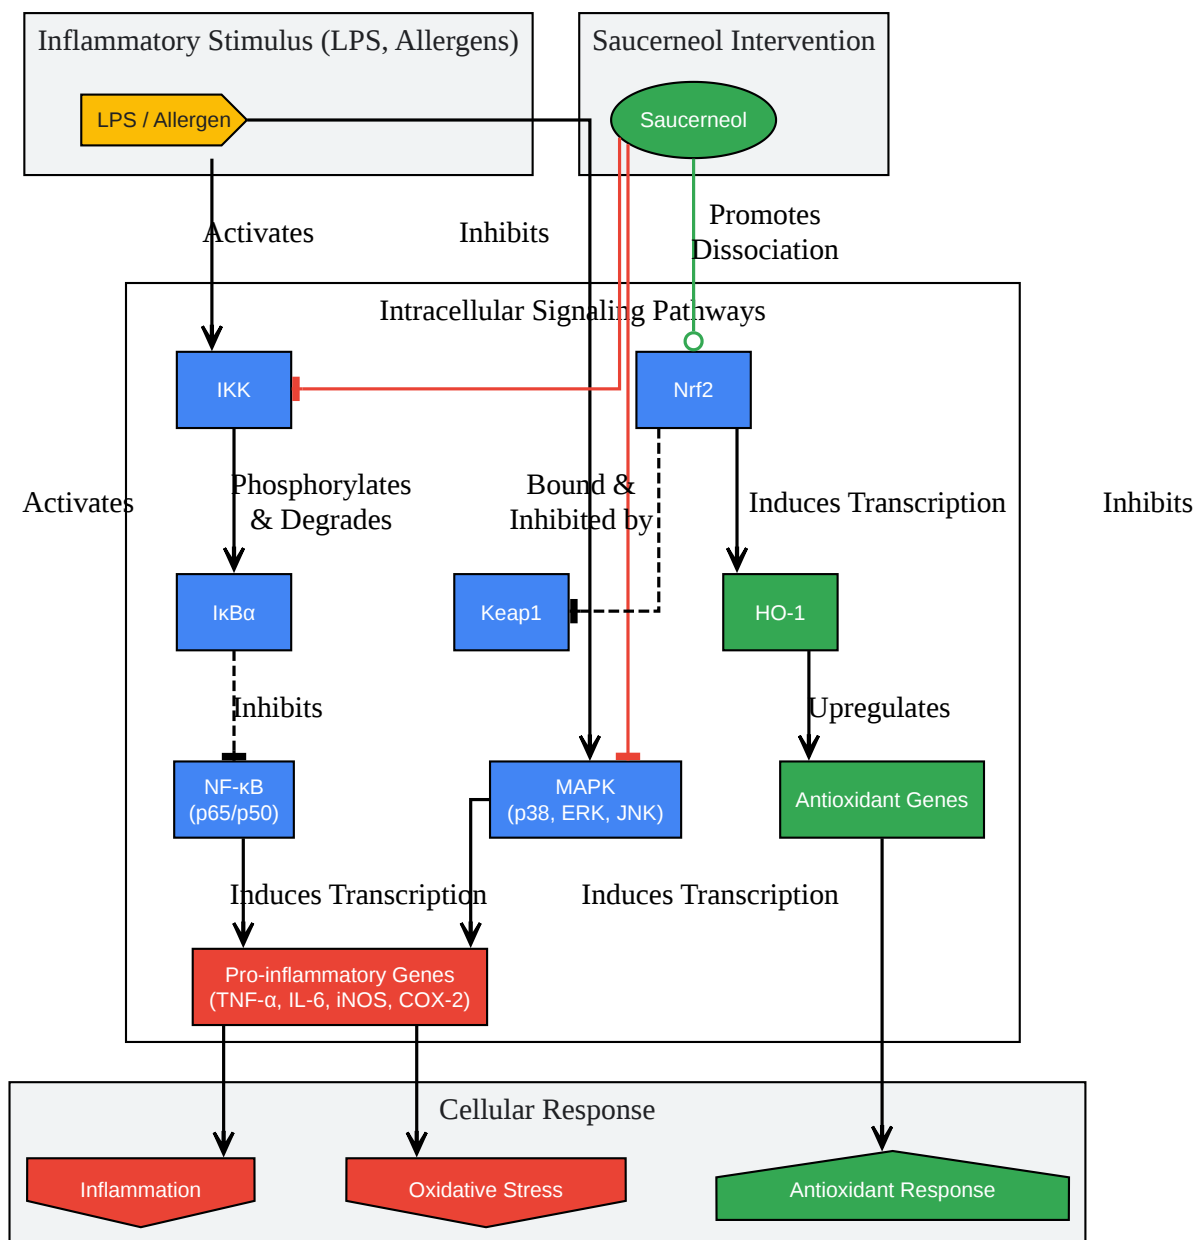 Inflammatory Stimulus (LPS, Allergens)
Saucerneol Intervention
LPS / Allergen
Saucerneol
Activates
Inhibits
Promotes
Dissociation
Intracellular Signaling Pathways
IKK
Nrf2
Activates
Phosphorylates
& Degrades
Bound &
Inhibited by
Induces Transcription
Inhibits
IκBα
Keap1
HO-1
Inhibits
Upregulates
NF-κB
(p65/p50)
MAPK
(p38, ERK, JNK)
Antioxidant Genes
Induces Transcription
Induces Transcription
Pro-inflammatory Genes
(TNF-α, IL-6, iNOS, COX-2)
Cellular Response
Inflammation
Oxidative Stress
Antioxidant Response